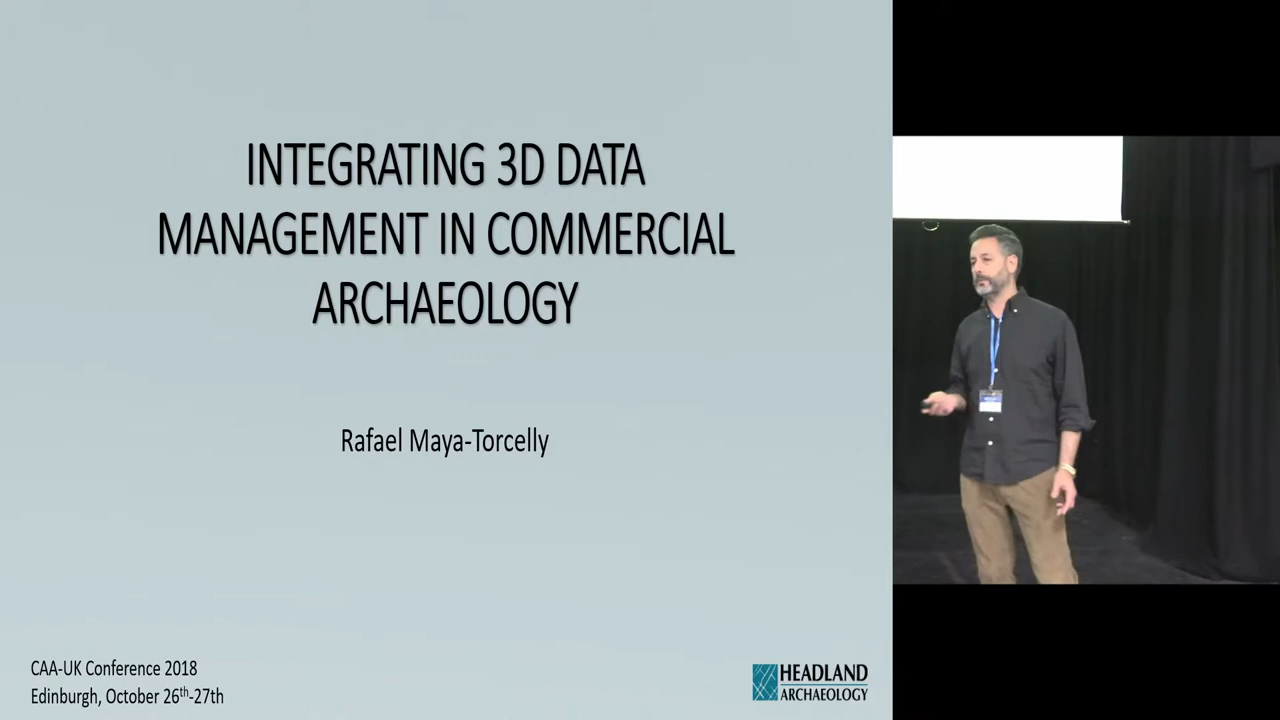 INTEGRATING 3D DATA
MANAGEMENT IN COMMERCIAL
ARCHAEOLOGY
Rafael Maya-Torcelly
CAA-UK Conference 2018
Edinburgh, October 26th-27th
HEADLAND
ARCHAEOLOGY